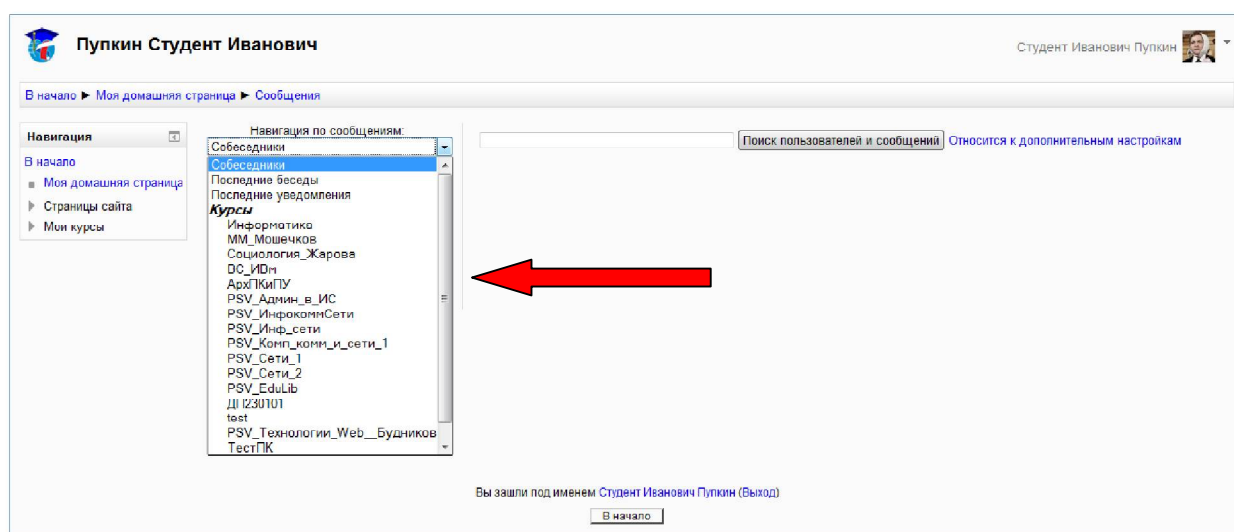 Пупкин Студент Иванович
Студент Иванович Пупкин
В начало ► Моя домашняя страница ► Сообщения
Навигация
В начало
Моя домашняя страница
Страницы сайта
Мои курсы
Навигация по сообщениям:
Собеседники
Собеседники
Последние беседы
Последние уведомления
Курсы
Информатика
ММ_Мошечков
Социология_Жарова
ВС_ИВт
АрхПКиПУ
PSV_Админ_в_ИС
PSV_ИнфокоммСети
PSV_Инф_сети
PSV_Комп_комм_и_сети_1
PSV_Сети_1
PSV_Сети_2
PSV_EduLib
ДП230101
test
PSV_Технологии_Web__Будников
ТестПК
Поиск пользователей и сообщений Относится к дополнительным настройкам
Вы зашли под именем Студент Иванович Пупкин (Выход)
В начало